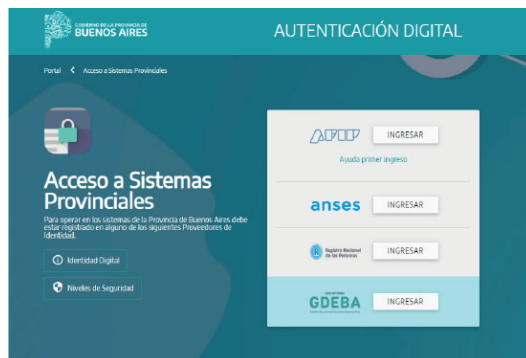 GOBIERNO DE LA PROVINCIA DE
BUENOS AIRES
AUTENTICACIÓN DIGITAL
Portal
Acceso a Sistemas Provinciales
AFIP
INGRESAR
Ayuda primer ingreso
Acceso a Sistemas
Provinciales
Para operar en los sistemas de la Provincia de Buenos Aires debe
estar registrado en alguno de los siguientes Proveedores de
Identidad.
Identidad Digital
Niveles de Seguridad
anses
INGRESAR
Registro Nacional
de las Personas
INGRESAR
GDEBA
INGRESAR